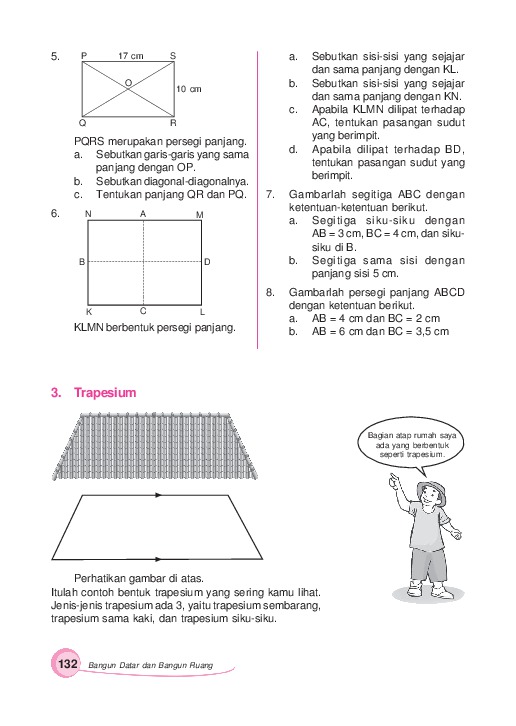 5.
P 17 cm S
O
10 cm
Q R
PQRS merupakan persegi panjang.
a. Sebutkan garis-garis yang sama
panjang dengan OP.
b. Sebutkan diagonal-diagonalnya.
c. Tentukan panjang QR dan PQ.
6.
N A M
B D
K C L
KLMN berbentuk persegi panjang.
a. Sebutkan sisi-sisi yang sejajar
dan sama panjang dengan KL.
b. Sebutkan sisi-sisi yang sejajar
dan sama panjang dengan KN.
c. Apabila KLMN dilipat terhadap
AC, tentukan pasangan sudut
yang berimpit.
d. Apabila dilipat terhadap BD,
tentukan pasangan sudut yang
berimpit.
7. Gambarlah segitiga ABC dengan
ketentuan-ketentuan berikut.
a. Segitiga siku-siku dengan
AB = 3 cm, BC = 4 cm, dan siku-
siku di B.
b. Segitiga sama sisi dengan
panjang sisi 5 cm.
8. Gambarlah persegi panjang ABCD
dengan ketentuan berikut.
a. AB = 4 cm dan BC = 2 cm
b. AB = 6 cm dan BC = 3,5 cm
3. Trapesium
Bagian atap rumah saya
ada yang berbentuk
seperti trapesium.
Perhatikan gambar di atas.
Itulah contoh bentuk trapesium yang sering kamu lihat.
Jenis-jenis trapesium ada 3, yaitu trapesium sembarang,
trapesium sama kaki, dan trapesium siku-siku.
132 Bangun Datar dan Bangun Ruang